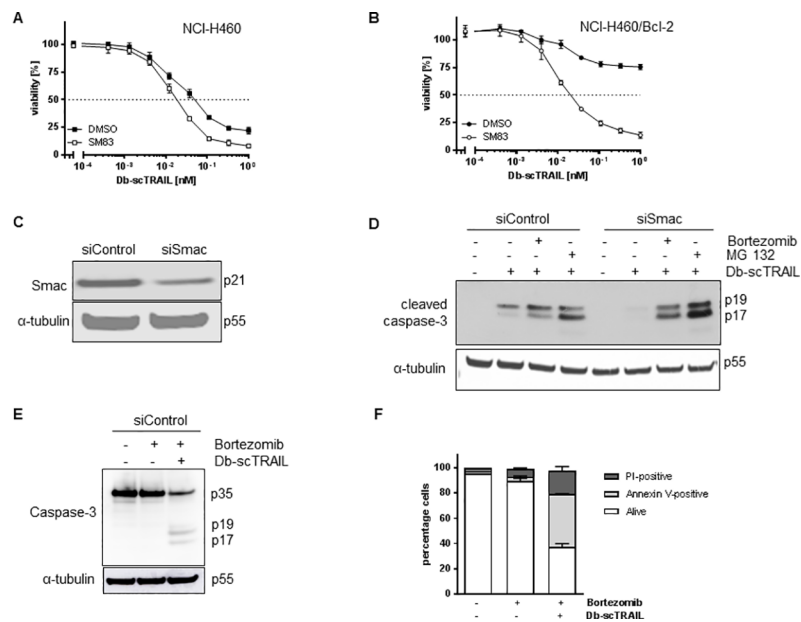 A
NCI-H460
viability [%]
125
100
75
50
25
0
DMSO
SM83
10⁻⁴ 10⁻³ 10⁻² 10⁻¹ 10⁰
Db-scTRAIL [nM]
B
NCI-H460/Bcl-2
viability [%]
125
100
75
50
25
0
DMSO
SM83
10⁻⁴ 10⁻³ 10⁻² 10⁻¹ 10⁰
Db-scTRAIL [nM]
C
siControl siSmac
Smac p21
α-tubulin p55
D
siControl siSmac
- - + - - - + - Bortezomib
- - - + - - - + MG 132
- + + + - + + + Db-scTRAIL
cleaved
caspase-3
p19
p17
α-tubulin p55
E
siControl
- + + Bortezomib
- - + Db-scTRAIL
Caspase-3
p35
p19
p17
α-tubulin p55
F
percentage cells
100
80
60
40
20
0
PI-positive
Annexin V-positive
Alive
- + + Bortezomib
- - + Db-scTRAIL